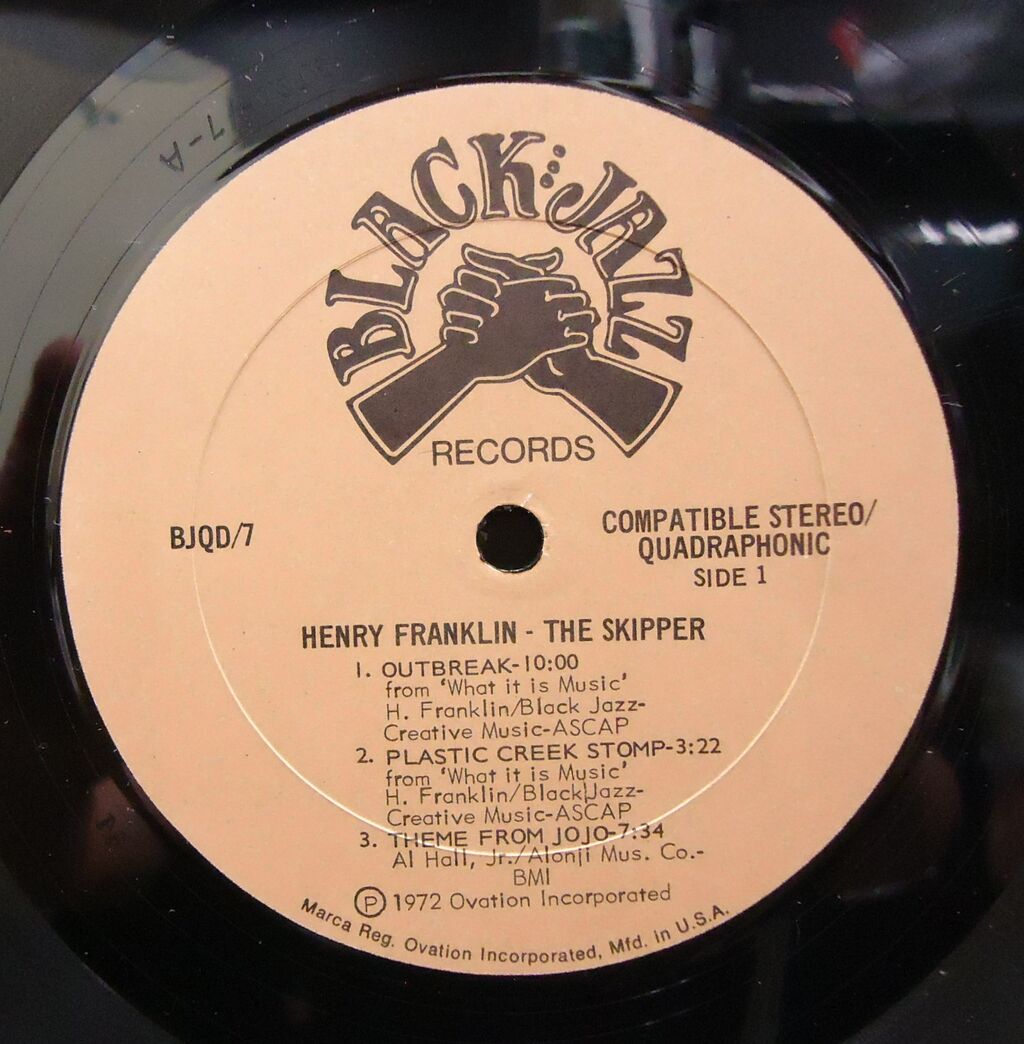 7-A
BLACK JAZZ
RECORDS
BJQD/7
COMPATIBLE STEREO/
QUADRAPHONIC
SIDE 1
HENRY FRANKLIN - THE SKIPPER
1. OUTBREAK-10:00
from 'What it is Music'
H. Franklin/Black Jazz-
Creative Music-ASCAP
2. PLASTIC CREEK STOMP-3:22
from 'What it is Music'
H. Franklin/Black Jazz-
Creative Music-ASCAP
3. THEME FROM JOJO-7:34
Al Hall, Jr./Alonji Mus. Co.-
BMI
Ⓟ 1972 Ovation Incorporated
Marca Reg. Ovation Incorporated, Mfd. in U.S.A.